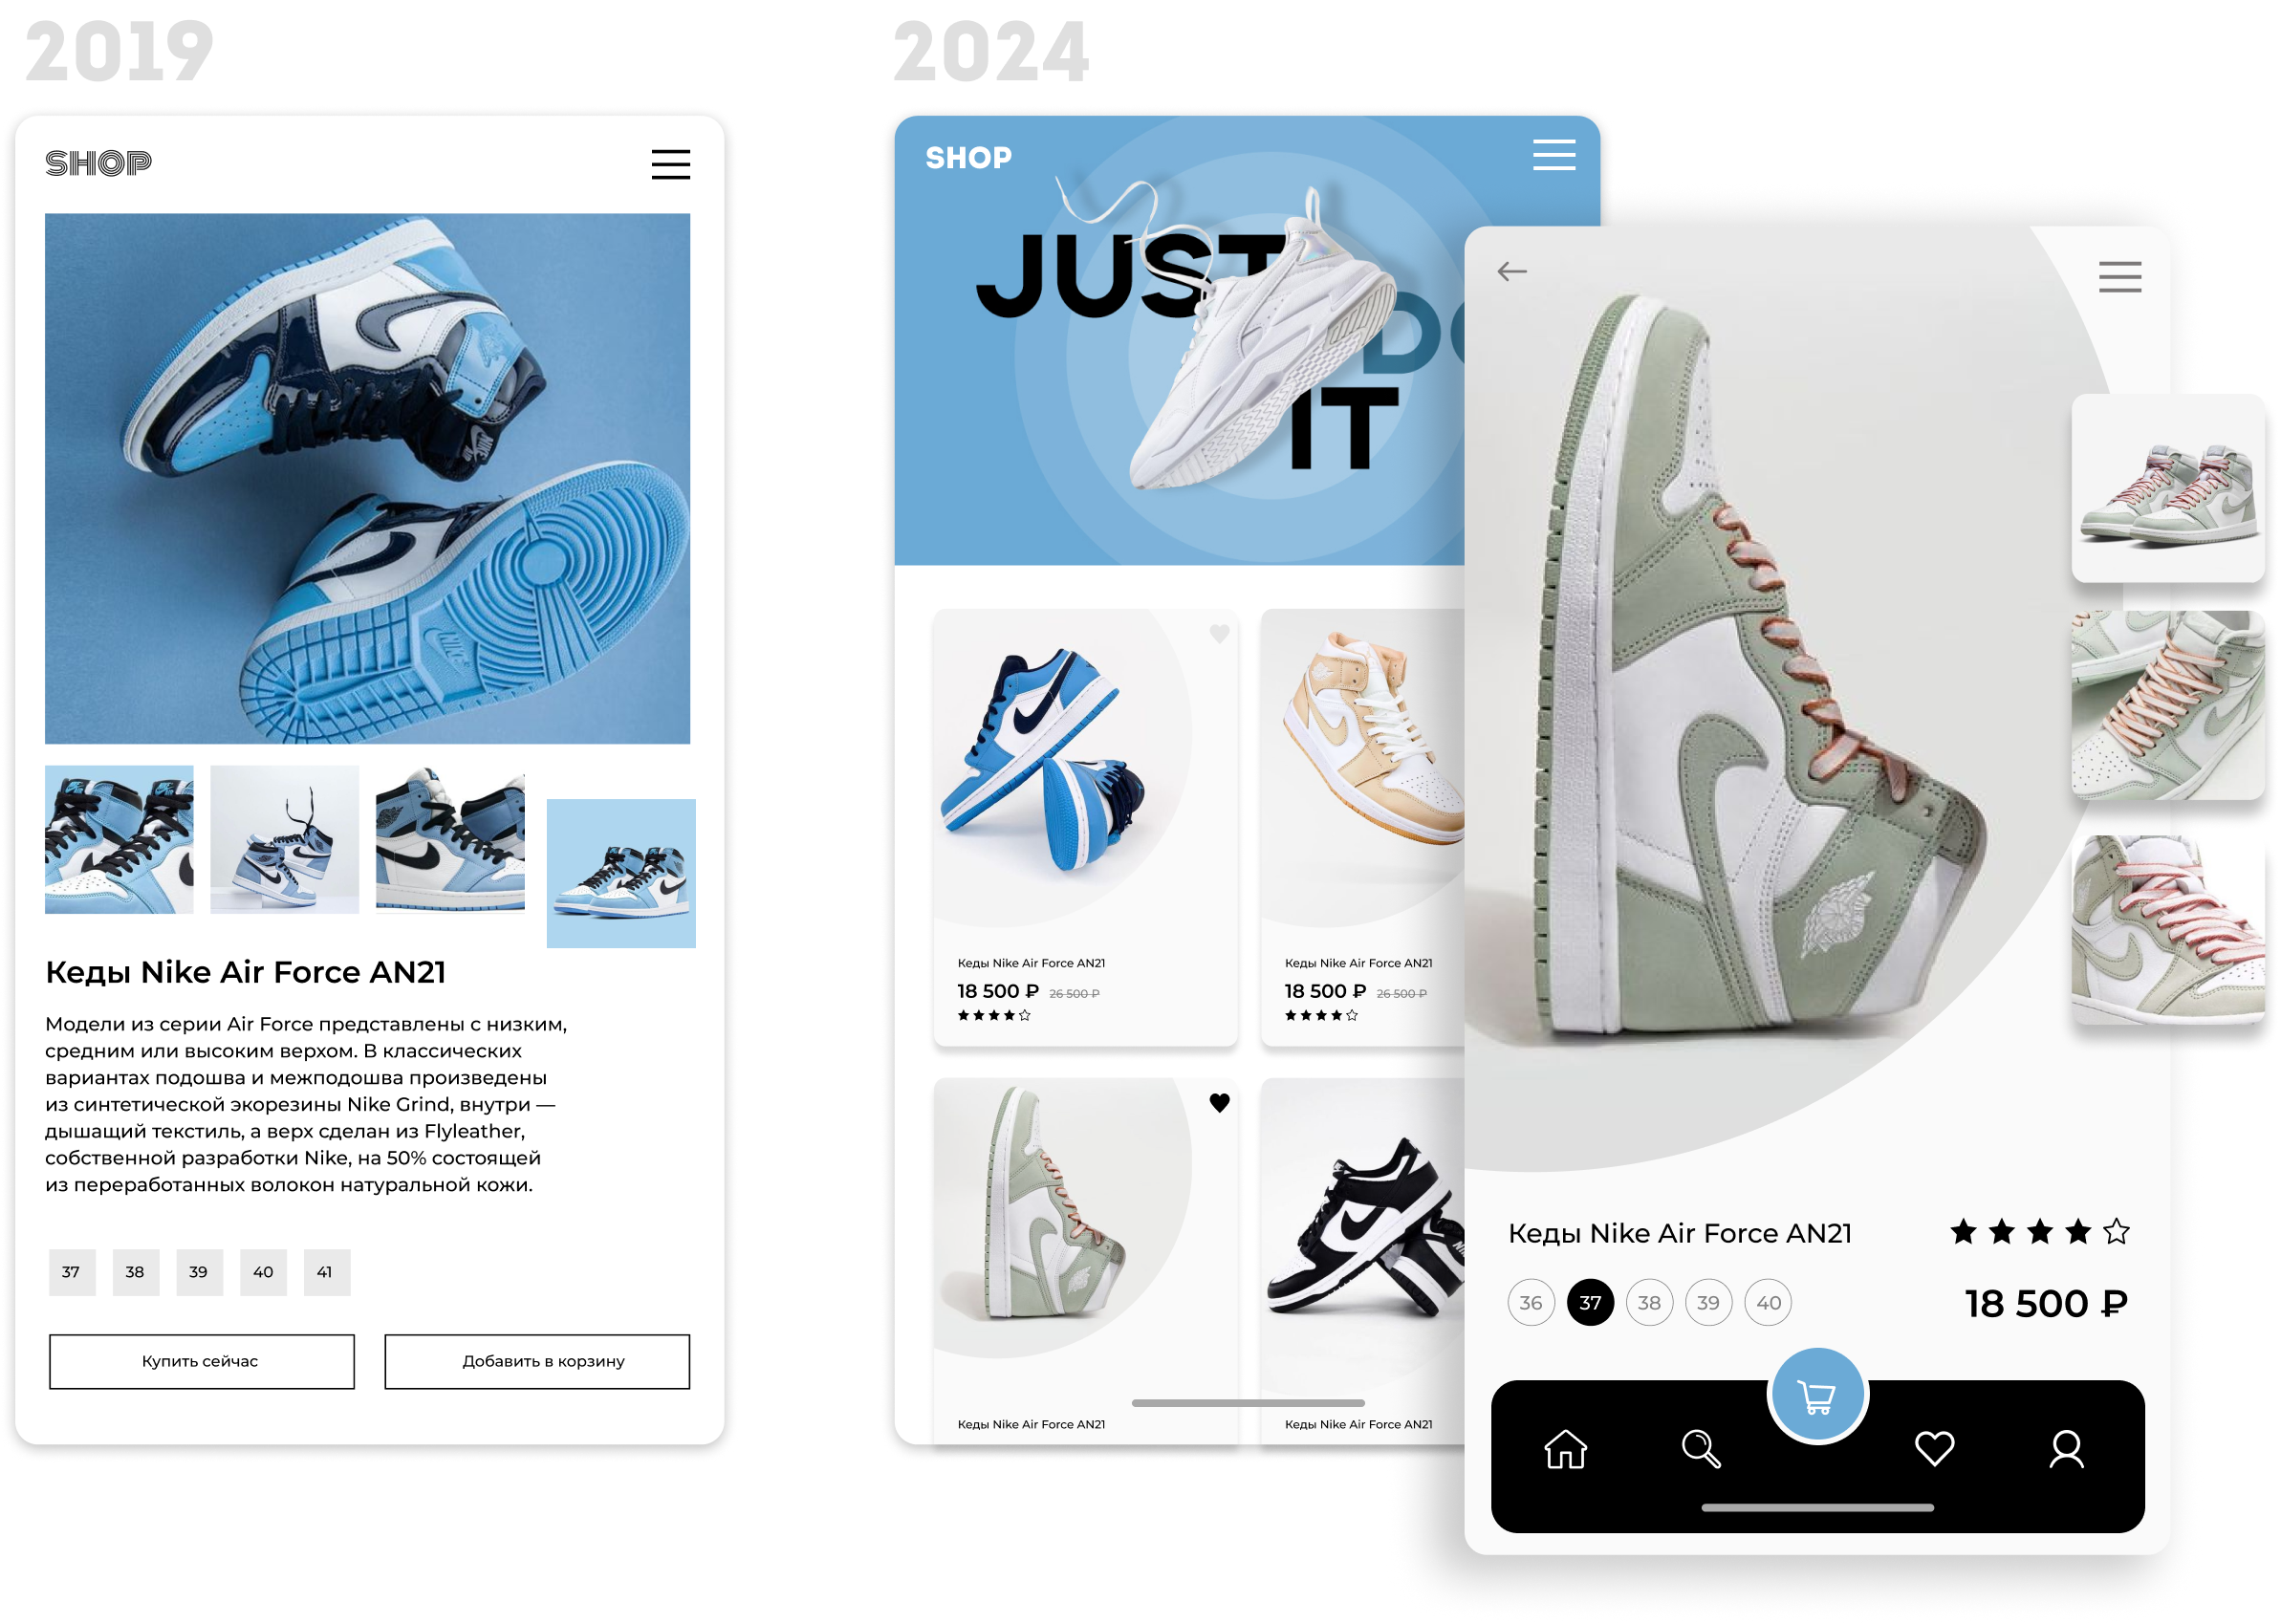 2019
SHOP
Кеды Nike Air Force AN21
Модели из серии Air Force представлены с низким,
средним или высоким верхом. В классических
вариантах подошва и межподошва произведены
из синтетической экорезины Nike Grind, внутри —
дышащий текстиль, а верх сделан из Flyleather,
собственной разработки Nike, на 50% состоящей
из переработанных волокон натуральной кожи.
37 38 39 40 41
Купить сейчас
Добавить в корзину
2024
SHOP
JUST
DO
IT
Кеды Nike Air Force AN21
18 500 ₽ 26 500 ₽
Кеды Nike Air Force AN21
18 500 ₽ 26 500 ₽
Кеды Nike Air Force AN21
Кеды Nike Air Force AN21
Кеды Nike Air Force AN21
36 37 38 39 40
18 500 ₽